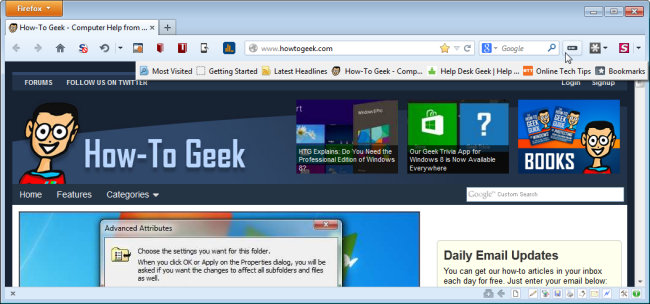 Firefox
How-To Geek - Computer Help from ...
www.howtogeek.com
Google
Most Visited
Getting Started
Latest Headlines
How-To Geek - Comp...
Help Desk Geek | Help ...
Online Tech Tips
Bookmarks
FORUMS
FOLLOW US ON TWITTER
Login
Signup
How-To Geek
HTG Explains: Do You Need the
Professional Edition of Windows
8?
Our Geek Trivia App for
Windows 8 is Now Available
Everywhere
BOOKS
Home
Features
Categories
Google™ Custom Search
Advanced Attributes
Choose the settings you want for this folder.
When you click OK or Apply on the Properties dialog, you will be
asked if you want the changes to affect all subfolders and files
as well.
Daily Email Updates
You can get our how-to articles in your inbox
each day for free. Just enter your email below: